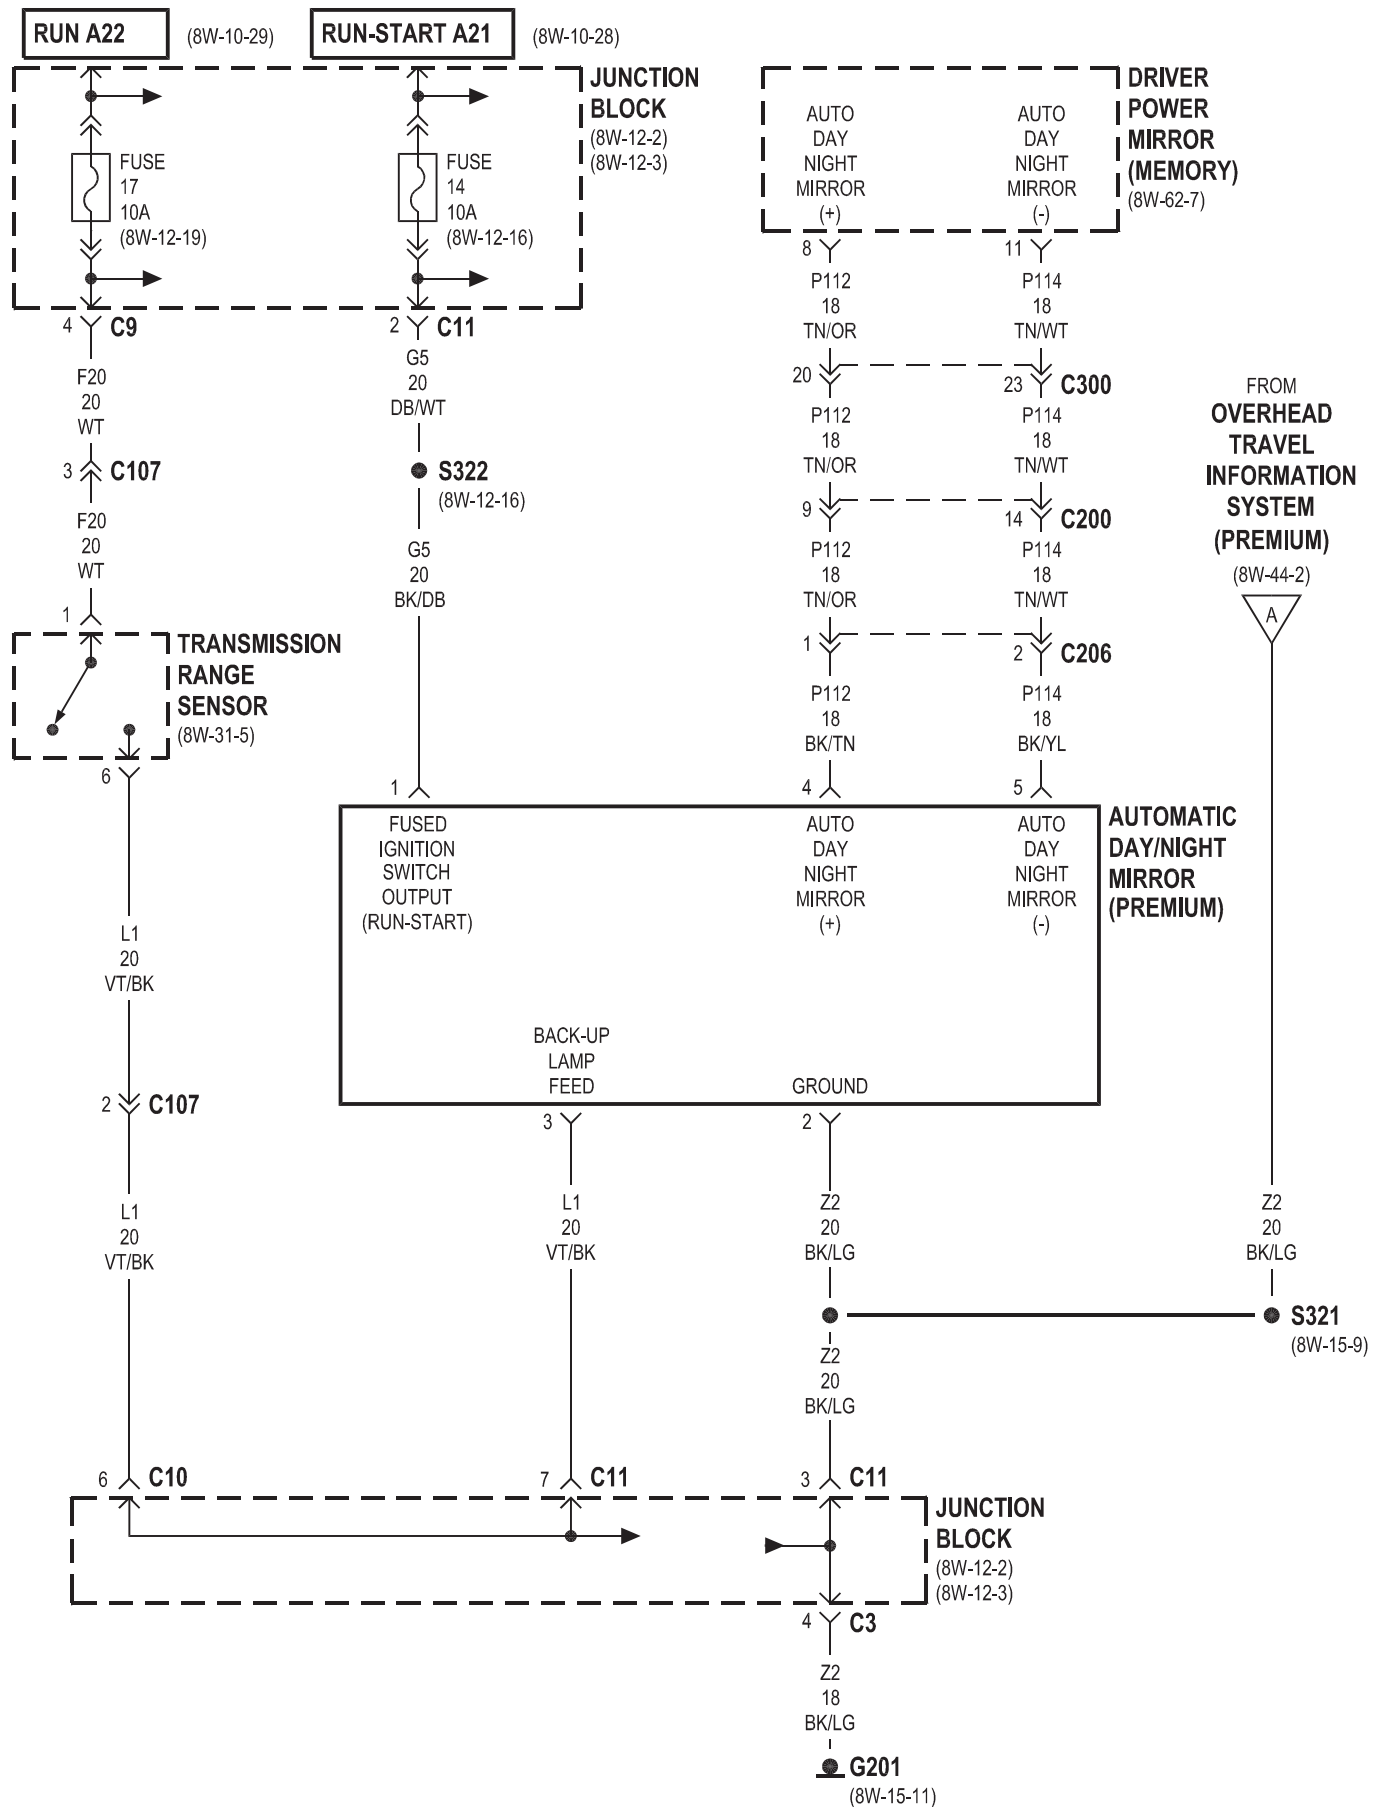 RUN A22
(8W-10-29)
RUN-START A21
(8W-10-28)
JUNCTION
BLOCK
(8W-12-2)
(8W-12-3)
FUSE
17
10A
(8W-12-19)
FUSE
14
10A
(8W-12-16)
4
C9
2
C11
AUTO
DAY
NIGHT
MIRROR
(+)
AUTO
DAY
NIGHT
MIRROR
(-)
DRIVER
POWER
MIRROR
(MEMORY)
(8W-62-7)
8
11
P112
18
TN/OR
P114
18
TN/WT
20
23
C300
P112
18
TN/OR
P114
18
TN/WT
9
14
C200
P112
18
TN/OR
P114
18
TN/WT
1
2
C206
P112
18
BK/TN
P114
18
BK/YL
4
5
FROM
OVERHEAD
TRAVEL
INFORMATION
SYSTEM
(PREMIUM)
(8W-44-2)
A
F20
20
WT
3
C107
F20
20
WT
1
TRANSMISSION
RANGE
SENSOR
(8W-31-5)
6
G5
20
DB/WT
S322
(8W-12-16)
G5
20
BK/DB
1
FUSED
IGNITION
SWITCH
OUTPUT
(RUN-START)
AUTO
DAY
NIGHT
MIRROR
(+)
AUTO
DAY
NIGHT
MIRROR
(-)
AUTOMATIC
DAY/NIGHT
MIRROR
(PREMIUM)
BACK-UP
LAMP
FEED
GROUND
3
2
L1
20
VT/BK
2
C107
L1
20
VT/BK
L1
20
VT/BK
Z2
20
BK/LG
Z2
20
BK/LG
S321
(8W-15-9)
Z2
20
BK/LG
6
C10
7
C11
3
C11
JUNCTION
BLOCK
(8W-12-2)
(8W-12-3)
4
C3
Z2
18
BK/LG
G201
(8W-15-11)